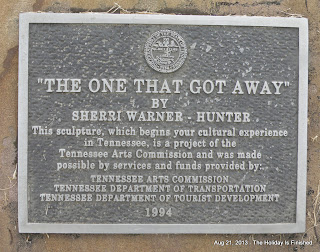 "THE ONE THAT GOT AWAY"
BY
SHERRI WARNER - HUNTER
This sculpture, which begins your cultural experience
in Tennessee, is a project of the
Tennessee Arts Commission and was made
possible by services and funds provided by:
TENNESSEE ARTS COMMISSION
TENNESSEE DEPARTMENT OF TRANSPORTATION
TENNESSEE DEPARTMENT OF TOURIST DEVELOPMENT
1994
Aug 21, 2013 - The Holiday Is Finished